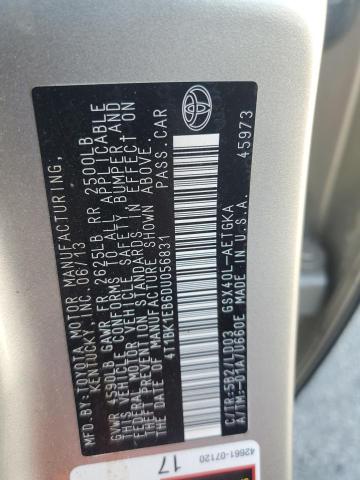 MFD BY:TOYOTA MOTOR MANUFACTURING,
KENTUCKY, INC. 06/13
GVWR 4590LB GAWR FR 2625LB RR 2500LB
THIS VEHICLE CONFORMS TO ALL APPLICABLE
FEDERAL MOTOR VEHICLE SAFETY, BUMPER, AND
THEFT PREVENTION STANDARDS IN EFFECT ON
THE DATE OF MANUFACTURE SHOWN ABOVE.
4T1BK1EB6DU056831 PASS.CAR
C/TR:5B2/LD03 GSX40L-AETGKA
A/TM:-01A/U660E MADE IN U.S.A.
45973
TOYOTA
42661-07120
17